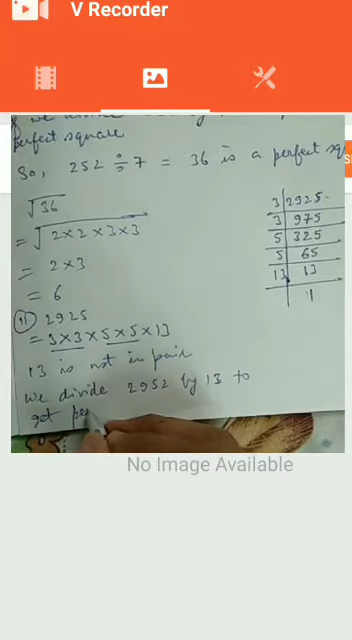 V Recorder
perfect square
So, 252 ÷ 7 = 36 is a perfect sq
√36
= √2×2×3×3
= 2×3
= 6
3 2925
3 975
5 325
5 65
13 13
1
2925
= 3×3×5×5×13
13 is not in pair
We divide 2952 by 13 to
get pe
No Image Available